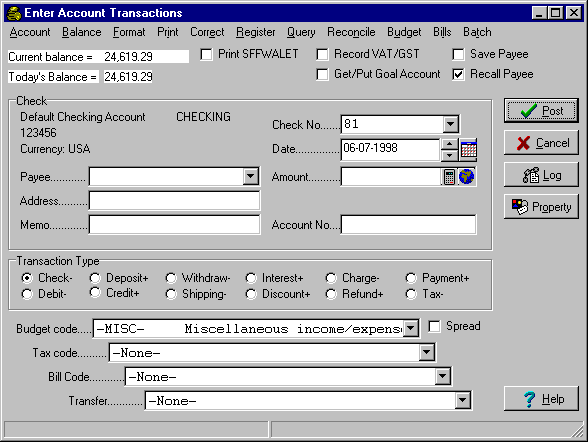 Enter Account Transactions
Account Balance Format Print Correct Register Query Reconcile Budget Bills Batch
Current balance = 24,619.29 Print SFFWALET Record VAT/GST Save Payee
Today's Balance = 24,619.29 Get/Put Goal Account Recall Payee
Check
Default Checking Account CHECKING Check No....... 81 Post
123456
Currency: USA Date........... 06-07-1998 Cancel
Payee........... Amount........... Log
Address.........
Memo............ Account No.... Property
Transaction Type
Check- Deposit+ Withdraw- Interest+ Charge- Payment+
Debit- Credit+ Shipping- Discount+ Refund+ Tax-
Budget code..... -MISC- Miscellaneous income/expens Spread
Tax code........ -None-
Bill Code........... -None-
Transfer............ -None- Help